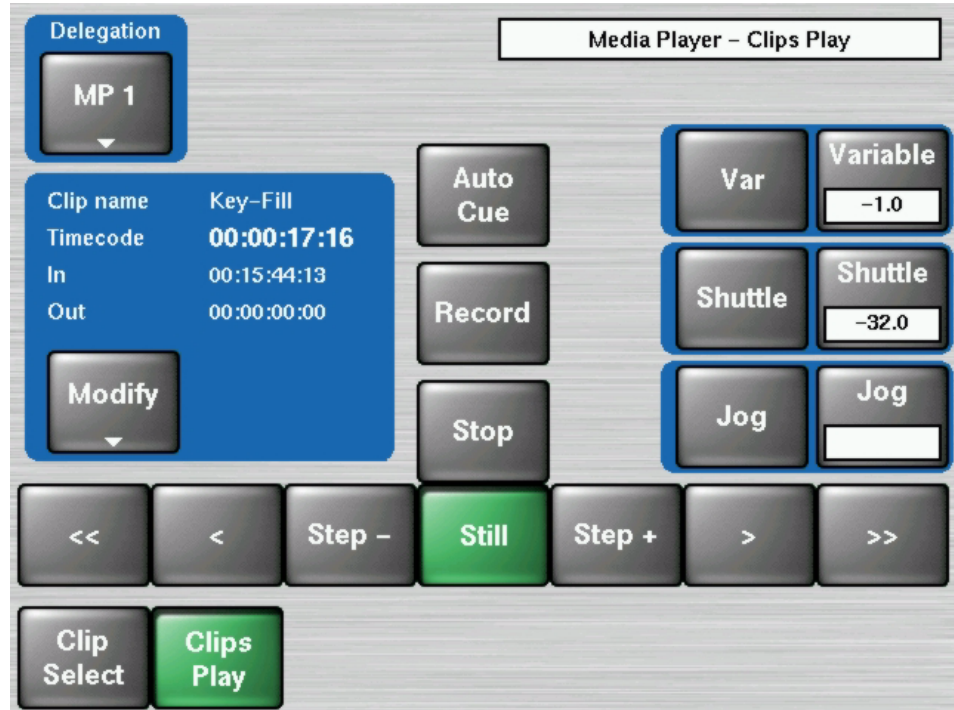 Delegation
MP 1
Media Player – Clips Play
Clip name Key–Fill
Timecode 00:00:17:16
In 00:15:44:13
Out 00:00:00:00
Modify
Auto
Cue
Record
Stop
Var
Variable
–1.0
Shuttle
Shuttle
–32.0
Jog
Jog
<< < Step – Still Step + > >>
Clip
Select
Clips
Play